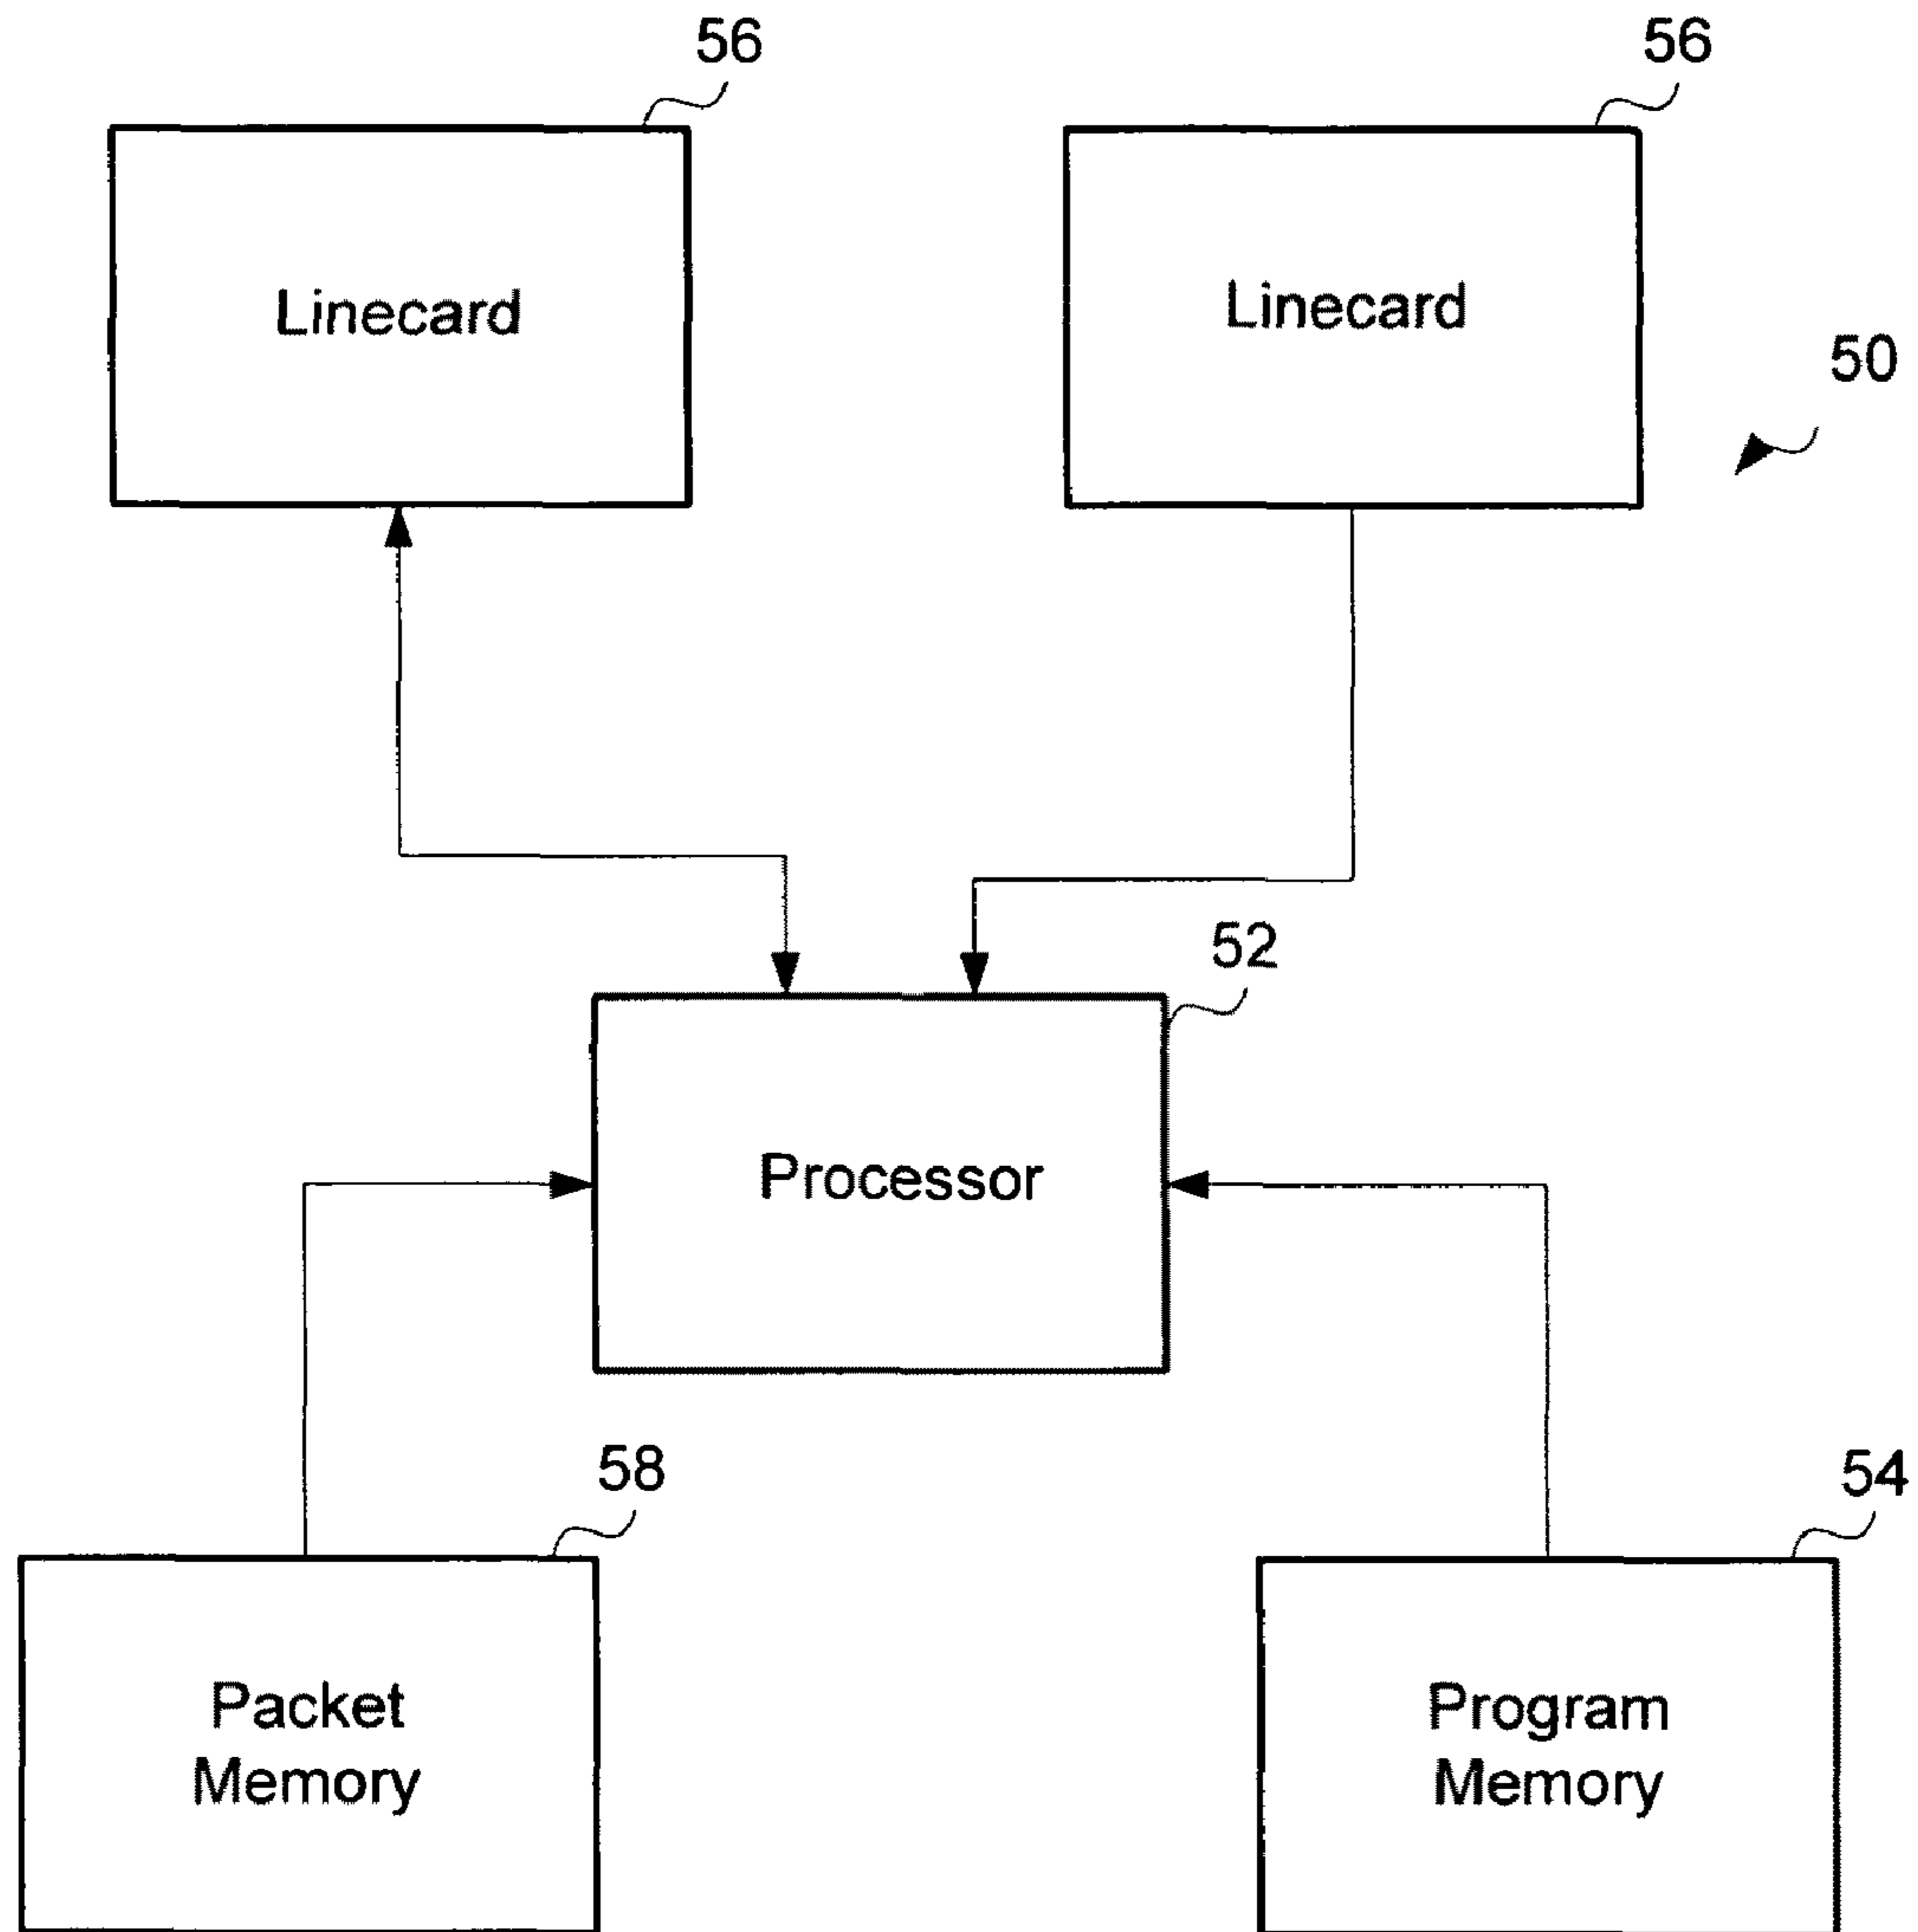 56
56
Linecard
Linecard
50
52
Processor
58
54
Packet
Memory
Program
Memory